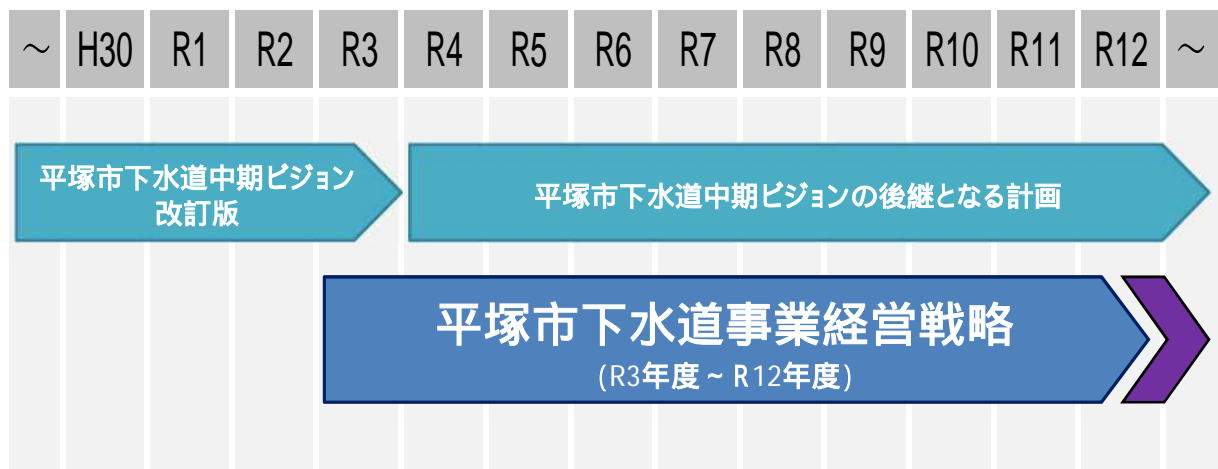 ～ H30 R1 R2 R3 R4 R5 R6 R7 R8 R9 R10 R11 R12 ～
平塚市下水道中期ビジョン
改訂版
平塚市下水道中期ビジョンの後継となる計画
平塚市下水道事業経営戦略
(R3年度～R12年度)